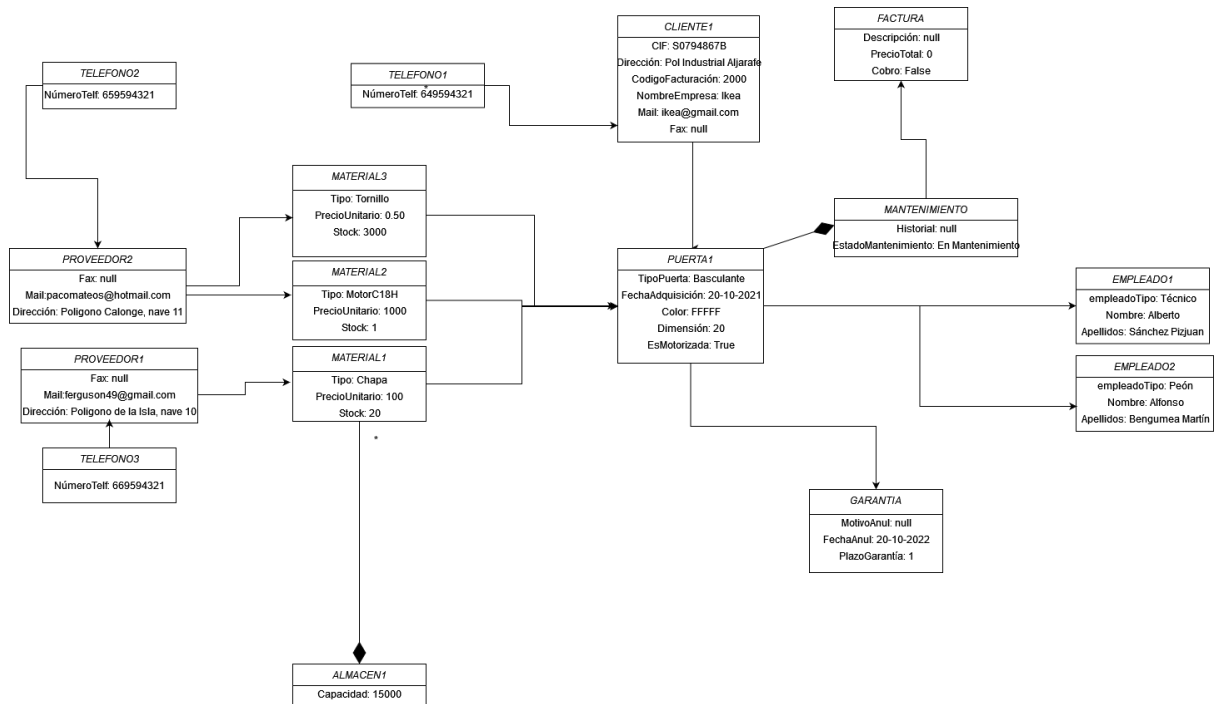 CLIENTE1
CIF: S0794867B
Dirección: Pol Industrial Aljarafe
CodigoFacturación: 2000
NombreEmpresa: Ikea
Mail: ikea@gmail.com
Fax: null
FACTURA
Descripción: null
PrecioTotal: 0
Cobro: False
TELEFONO2
NúmeroTelf: 659594321
TELEFONO1
*
NúmeroTelf: 649594321
MATERIAL3
Tipo: Tornillo
PrecioUnitario: 0.50
Stock: 3000
MANTENIMIENTO
Historial: null
EstadoMantenimiento: En Mantenimiento
PROVEEDOR2
Fax: null
Mail:pacomateos@hotmail.com
Dirección: Poligono Calonge, nave 11
MATERIAL2
Tipo: MotorC18H
PrecioUnitario: 1000
Stock: 1
PUERTA1
TipoPuerta: Basculante
FechaAdquisición: 20-10-2021
Color: FFFFF
Dimensión: 20
EsMotorizada: True
EMPLEADO1
empleadoTipo: Técnico
Nombre: Alberto
Apellidos: Sánchez Pizjuan
PROVEEDOR1
Fax: null
Mail:ferguson49@gmail.com
Dirección: Poligono de la Isla, nave 10
MATERIAL1
Tipo: Chapa
PrecioUnitario: 100
Stock: 20
*
EMPLEADO2
empleadoTipo: Peón
Nombre: Alfonso
Apellidos: Bengumea Martín
TELEFONO3
NúmeroTelf: 669594321
GARANTIA
MotivoAnul: null
FechaAnul: 20-10-2022
PlazoGarantía: 1
ALMACEN1
Capacidad: 15000